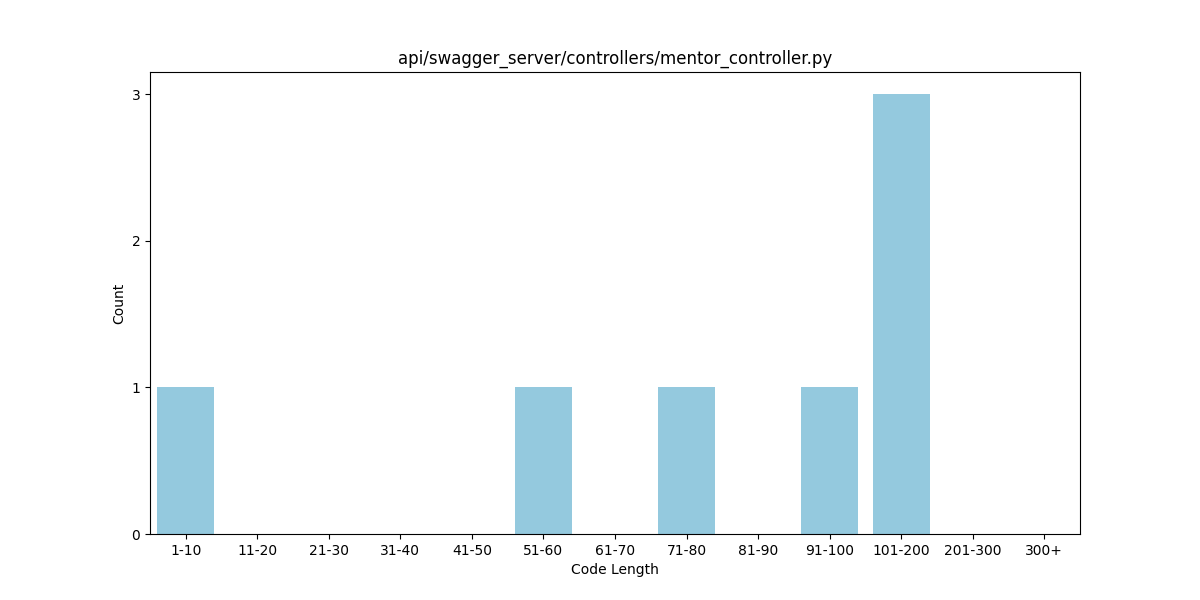 api/swagger_server/controllers/mentor_controller.py
3
2
Count
1
0
1-10 11-20 21-30 31-40 41-50 51-60 61-70 71-80 81-90 91-100 101-200 201-300 300+
Code Length